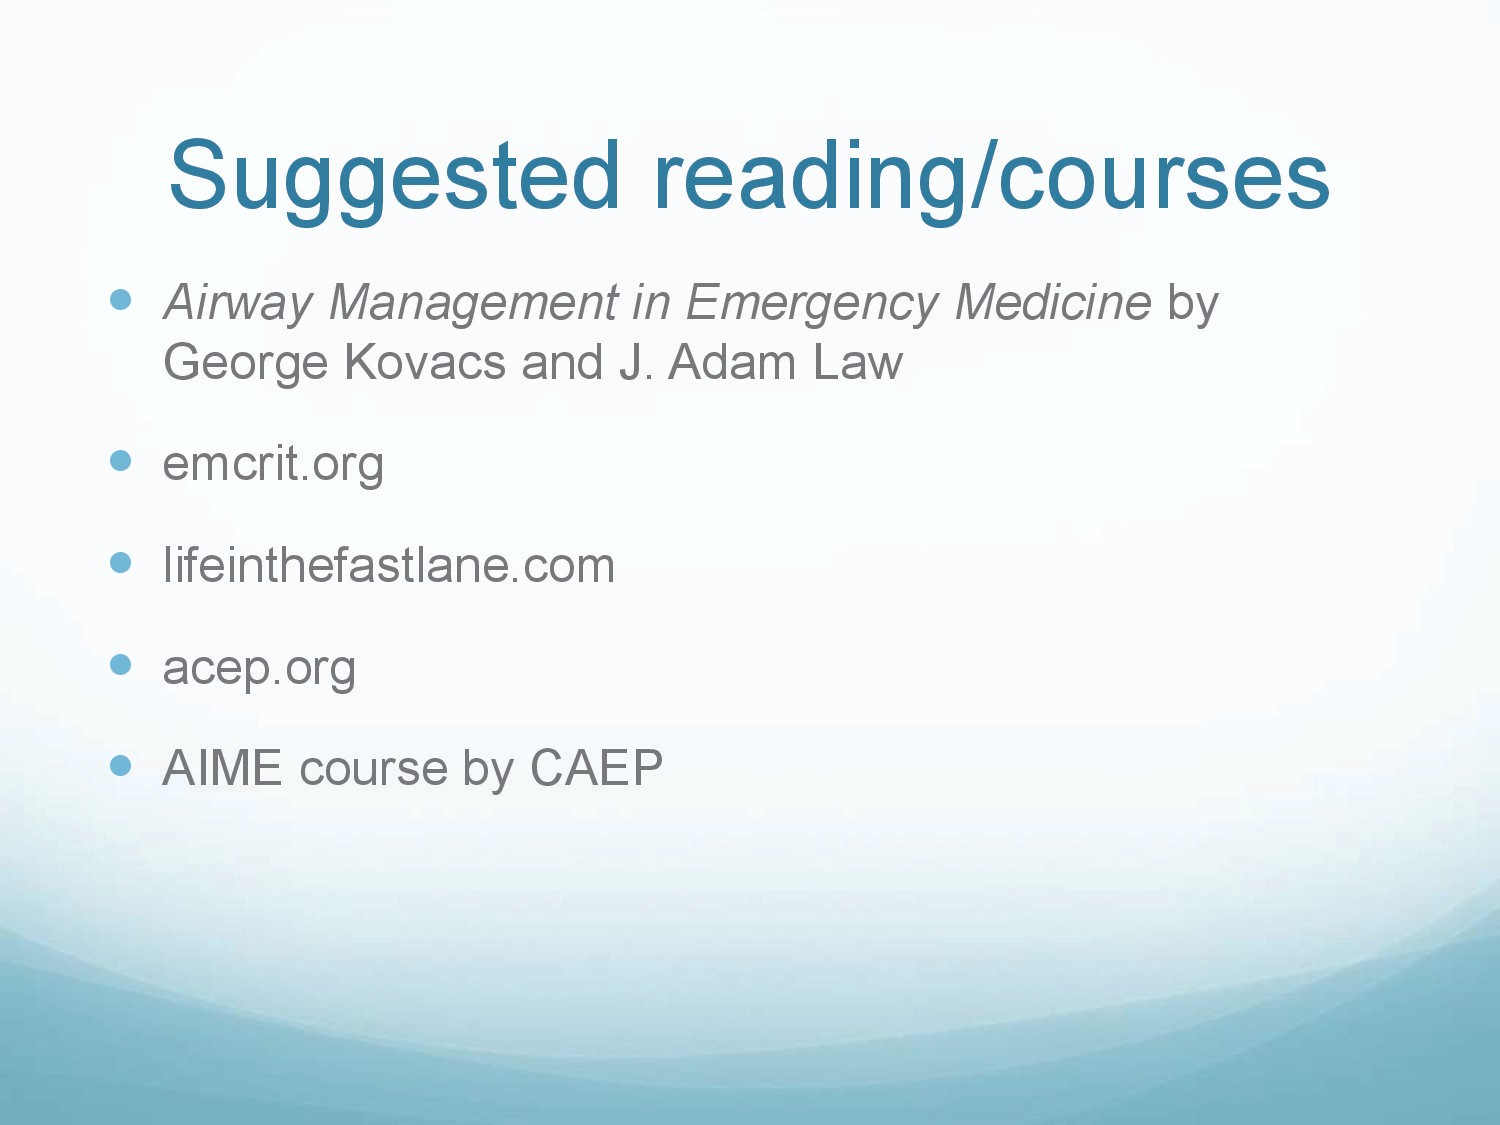 Suggested reading/courses
Airway Management in Emergency Medicine by
George Kovacs and J. Adam Law
emcrit.org
lifeinthefastlane.com
acep.org
AIME course by CAEP